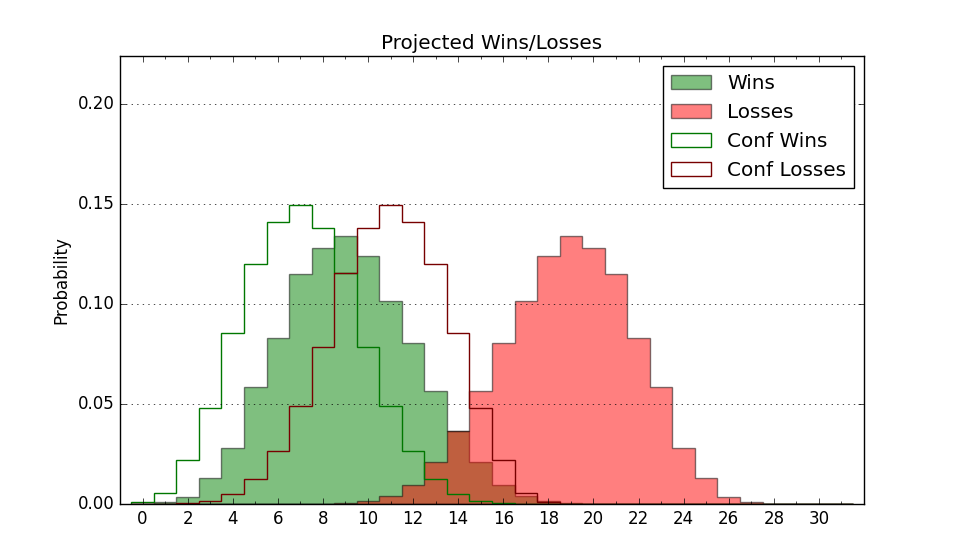 Projected Wins/Losses
Wins
Losses
Conf Wins
Conf Losses
Probability
0.20
0.15
0.10
0.05
0.00
0 2 4 6 8 10 12 14 16 18 20 22 24 26 28 30